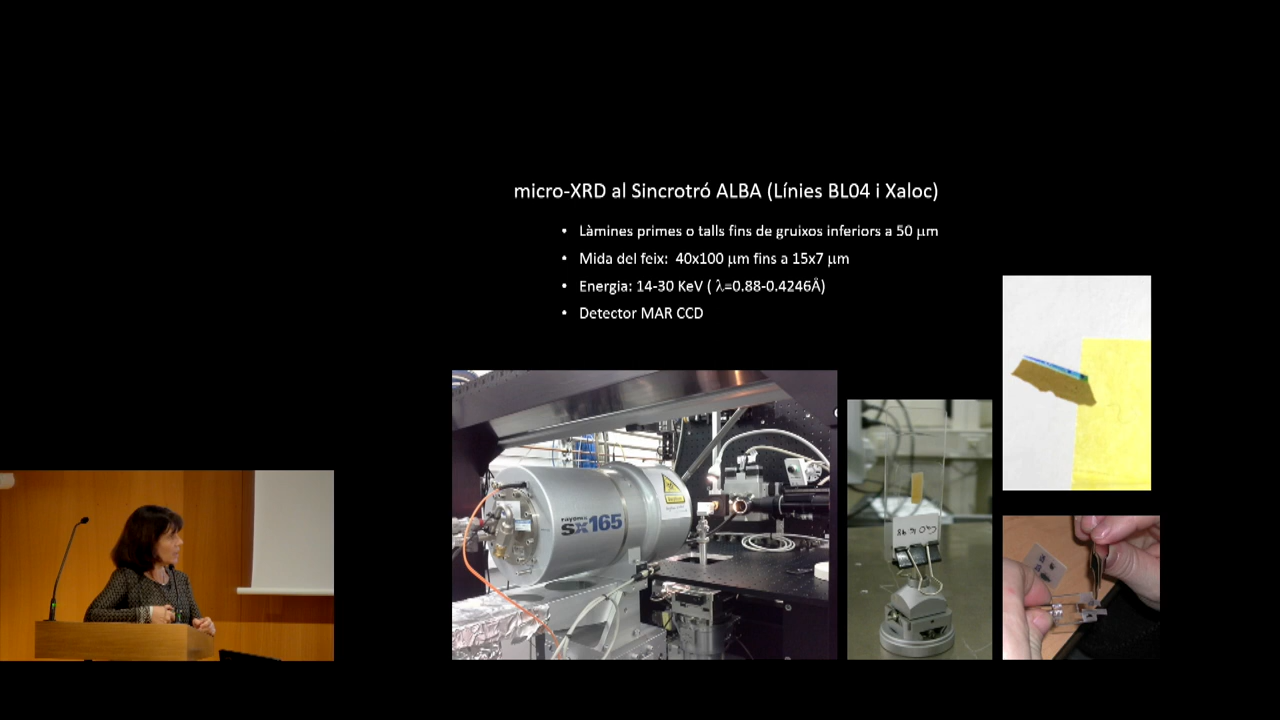 micro-XRD al Sincrotró ALBA (Línies BL04 i Xaloc)
• Làmines primes o talls fins de gruixos inferiors a 50 μm
• Mida del feix: 40x100 μm fins a 15x7 μm
• Energia: 14-30 KeV ( λ=0.88-0.4246Å)
• Detector MAR CCD
rayonix
SX165